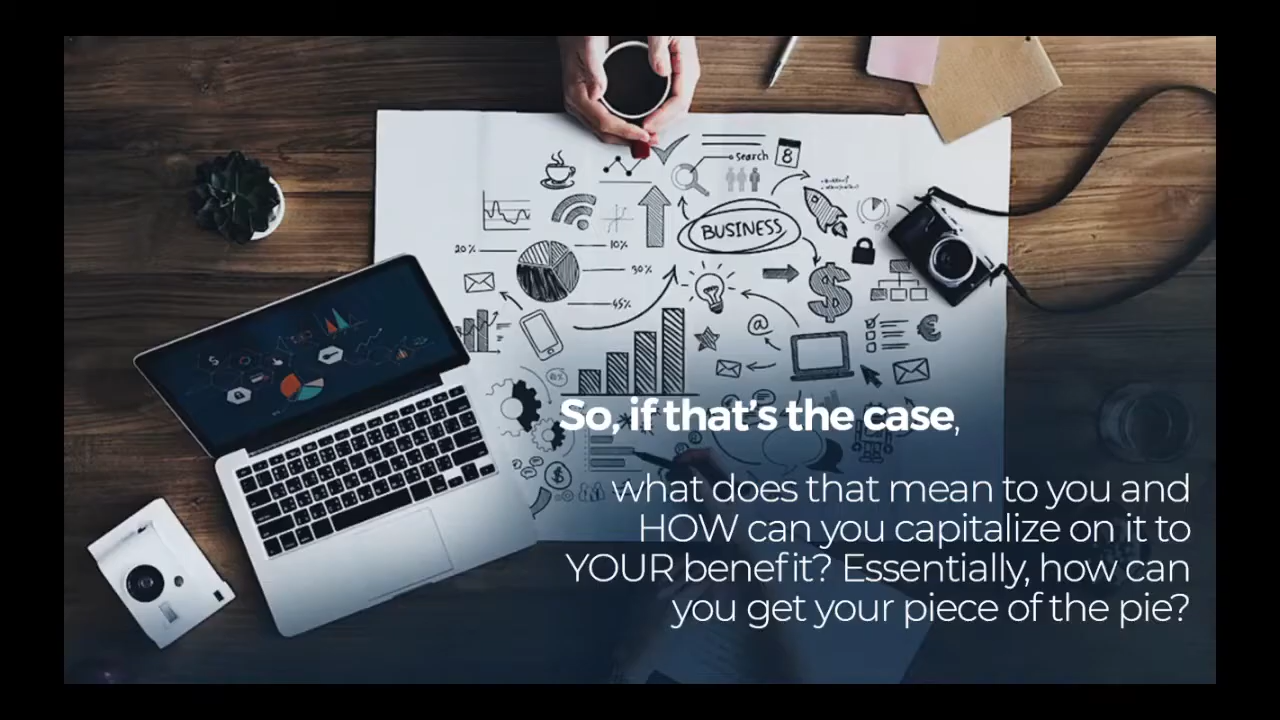 search
8
BUSINESS
20%
10%
30%
45%
@
$
$
So, if that's the case,
what does that mean to you and
HOW can you capitalize on it to
YOUR benefit? Essentially, how can
you get your piece of the pie?